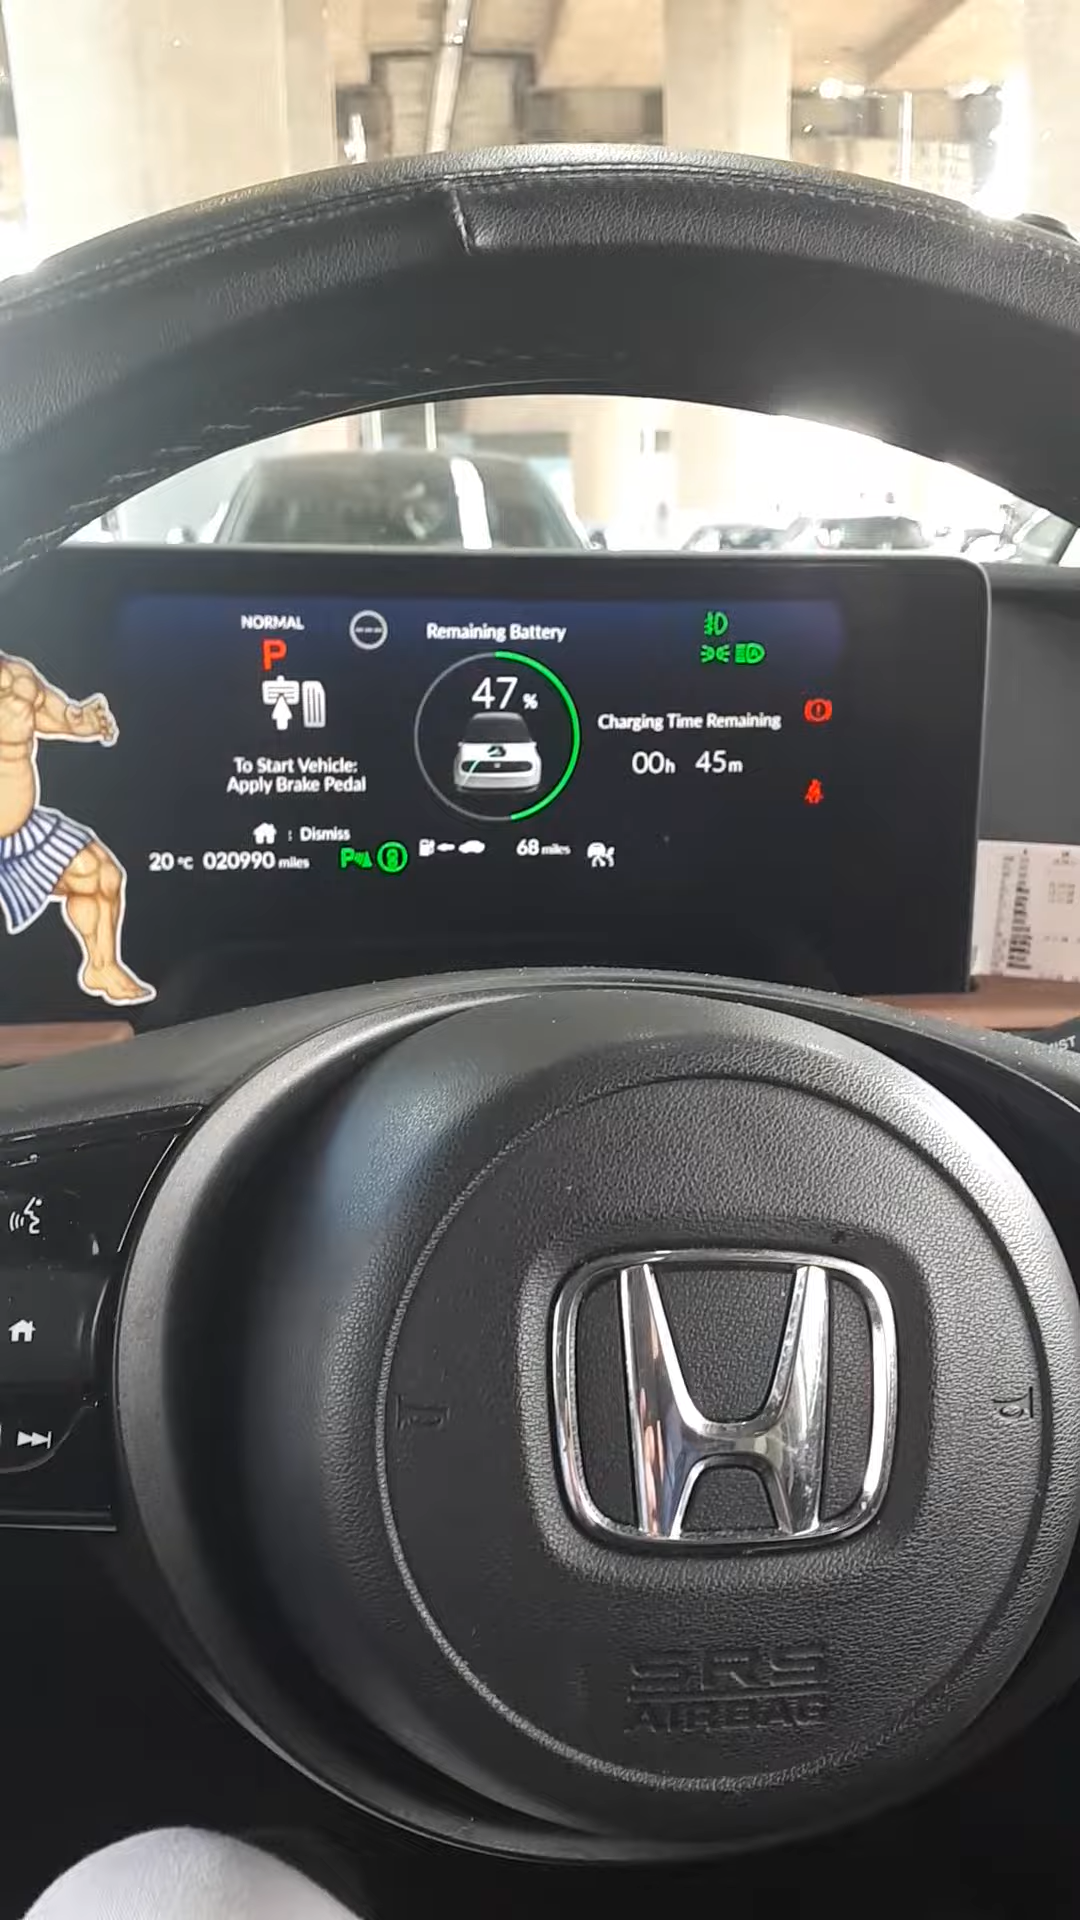 NORMAL
P
To Start Vehicle:
Apply Brake Pedal
: Dismiss
20 °C 020990 miles
Remaining Battery
47 %
68 miles
Charging Time Remaining
00h 45m
P
A
SRS
AIRBAG